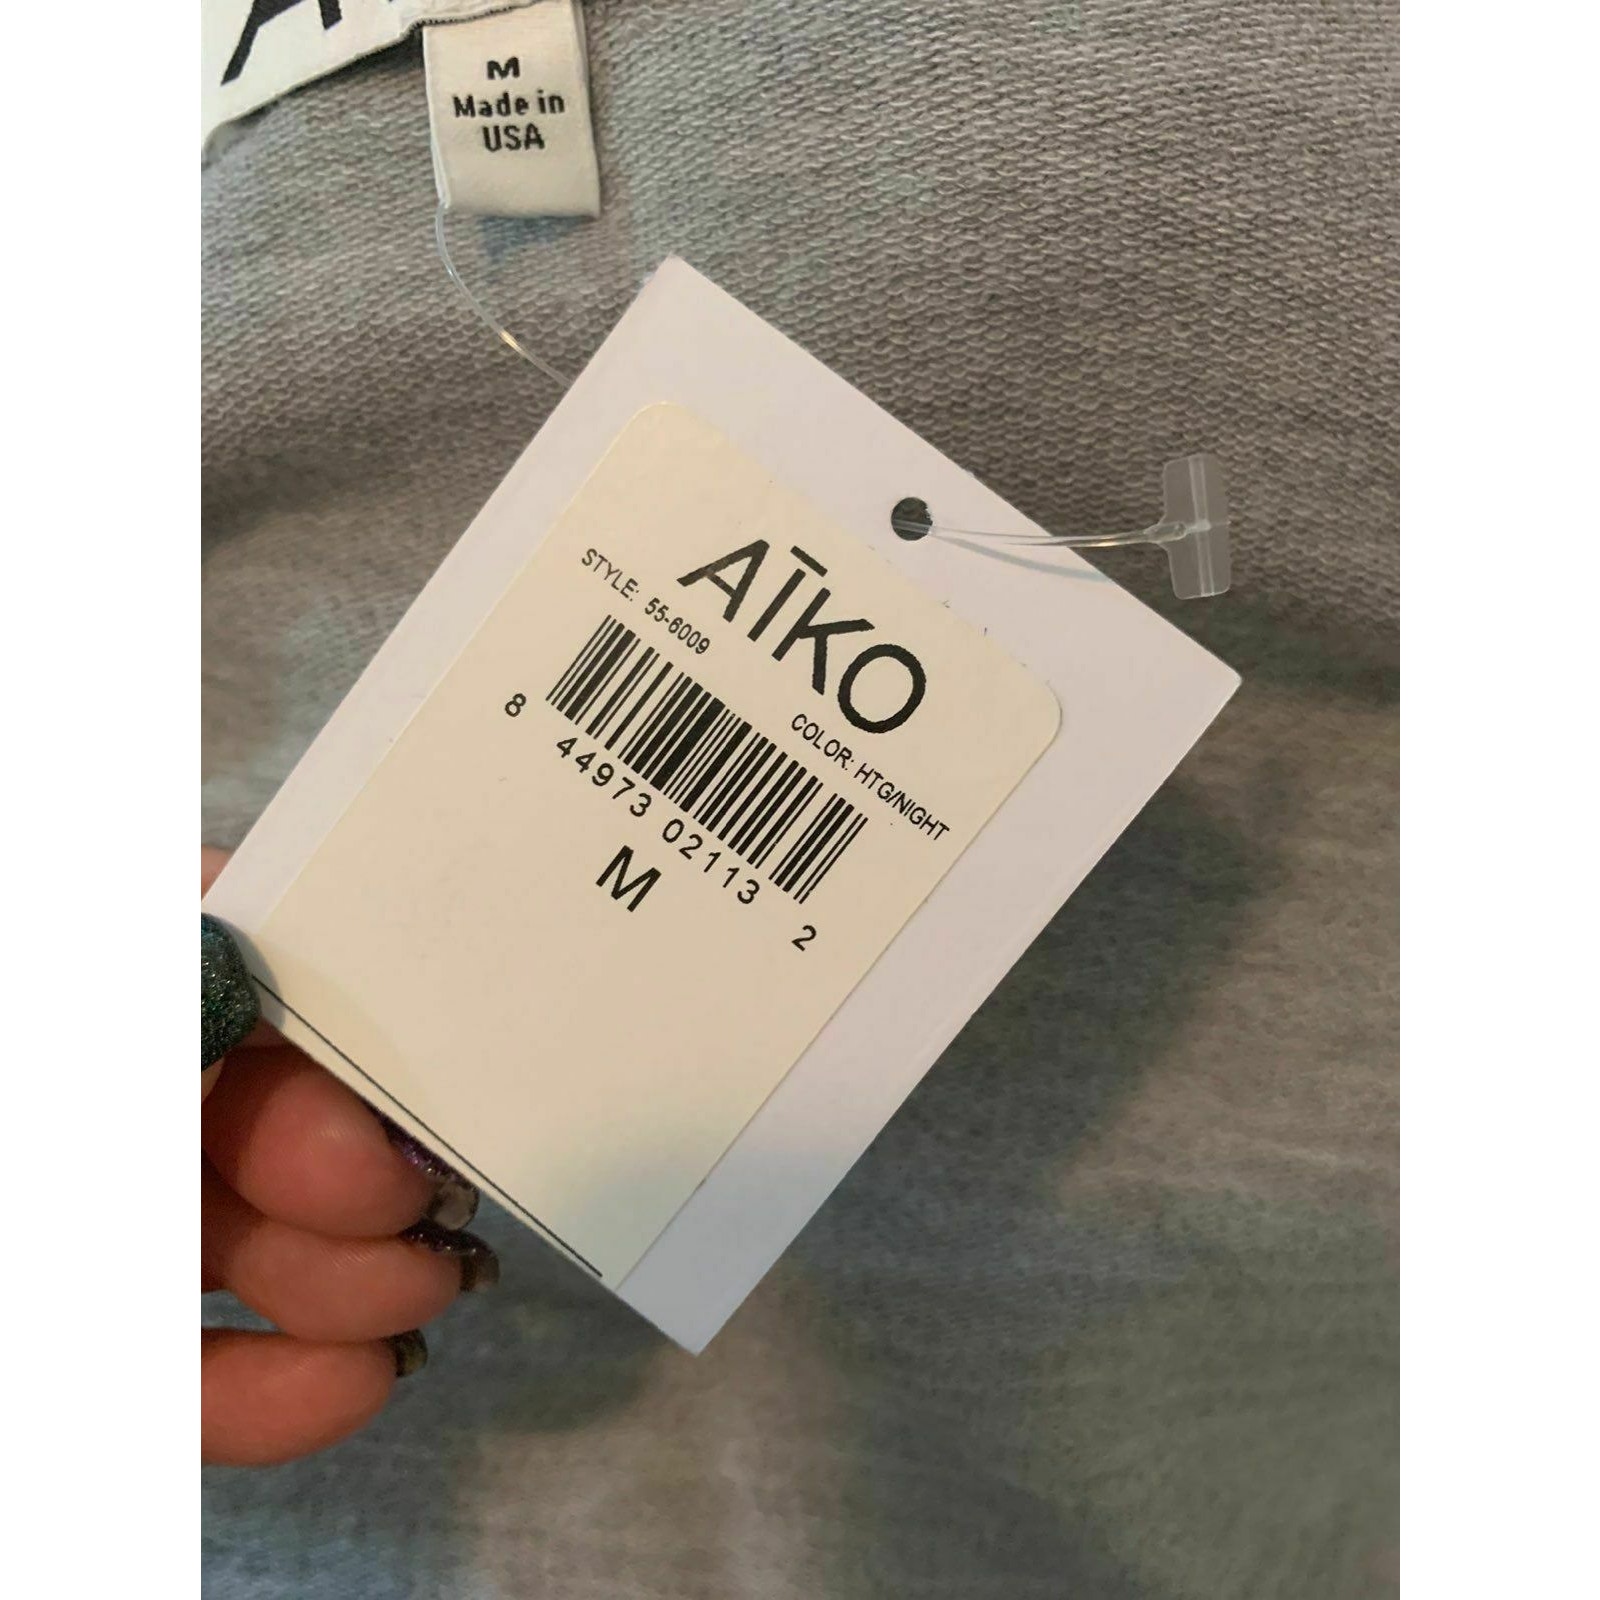 M
Made in
USA
AĪKO
STYLE: 55-6009
COLOR: HTG/NIGHT
8 44973 02113 2
M